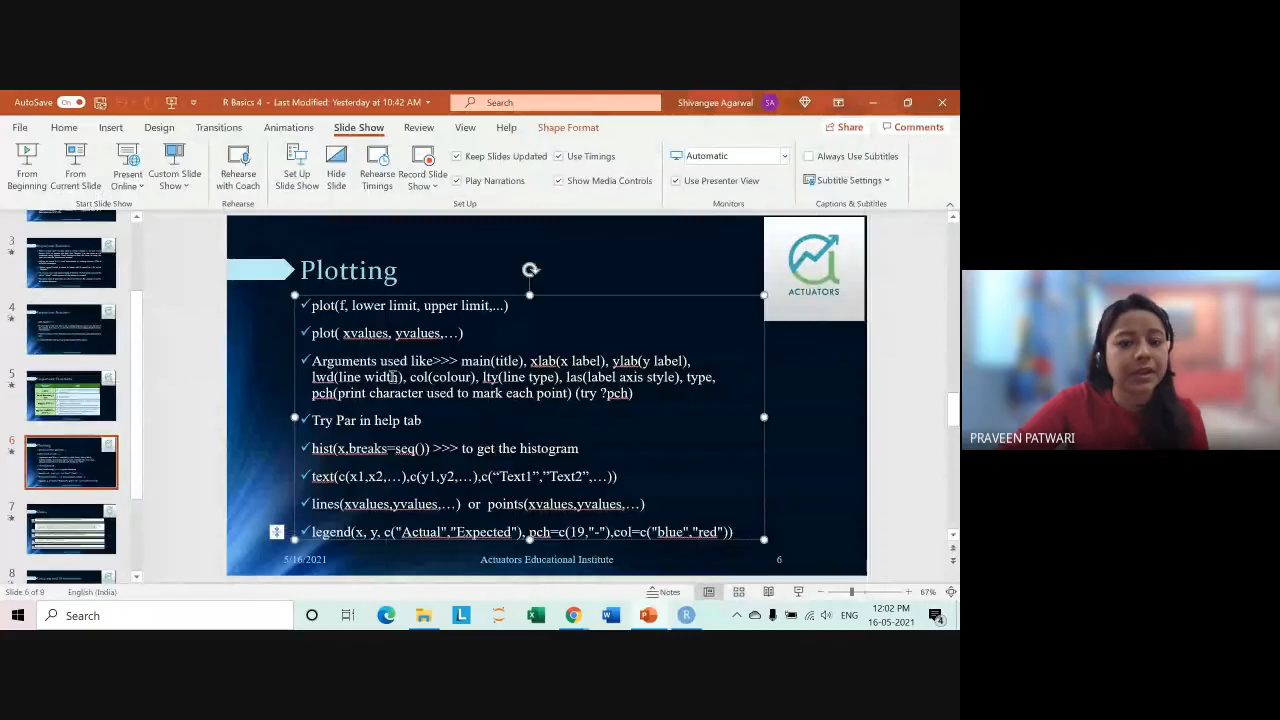 AutoSave On R Basics 4 - Last Modified: Yesterday at 10:42 AM Search Shivangee Agarwal SA
File Home Insert Design Transitions Animations Slide Show Review View Help Shape Format Share Comments
From Beginning From Current Slide Present Online Custom Slide Show Rehearse with Coach Set Up Slide Show Hide Slide Rehearse Timings Record Slide Show
Keep Slides Updated Use Timings
Play Narrations Show Media Controls
Automatic
Use Presenter View
Always Use Subtitles
Subtitle Settings
Start Slide Show Rehearse Set Up Monitors Captions & Subtitles
3
4
5
6
7
8
Plotting
ACTUATORS
plot(f, lower limit, upper limit,...)
plot( xvalues, yvalues,…)
Arguments used like>>> main(title), xlab(x label), ylab(y label),
lwd(line width), col(colour), lty(line type), las(label axis style), type,
pch(print character used to mark each point) (try ?pch)
Try Par in help tab
hist(x,breaks=seq()) >>> to plot the histogram
text(c(x1,x2,…),c(y1,y2,…),c(“Text1”,”Text2”,…))
lines(xvalues,yvalues,…) or points(xvalues,yvalues,…)
legend(x, y, c("Actual","Expected"), pch=c(19,"-"),col=c("blue","red"))
5/16/2021 Actuators Educational Institute 6
PRAVEEN PATWARI
Slide 6 of 9 English (India) Notes 67%
Search ENG 12:02 PM
16-05-2021 4